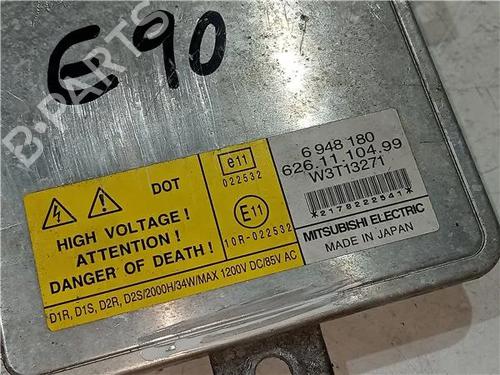 E90
B-PARTS
DOT
HIGH VOLTAGE!
ATTENTION!
DANGER OF DEATH!
D1R, D1S, D2R, D2S/2000H/34W/MAX 1200V DC/85V AC
e11
022532
E11
10R-022532
6 948 180
626.11.104.99
W3T13271
*2178222541*
MITSUBISHI ELECTRIC
MADE IN JAPAN